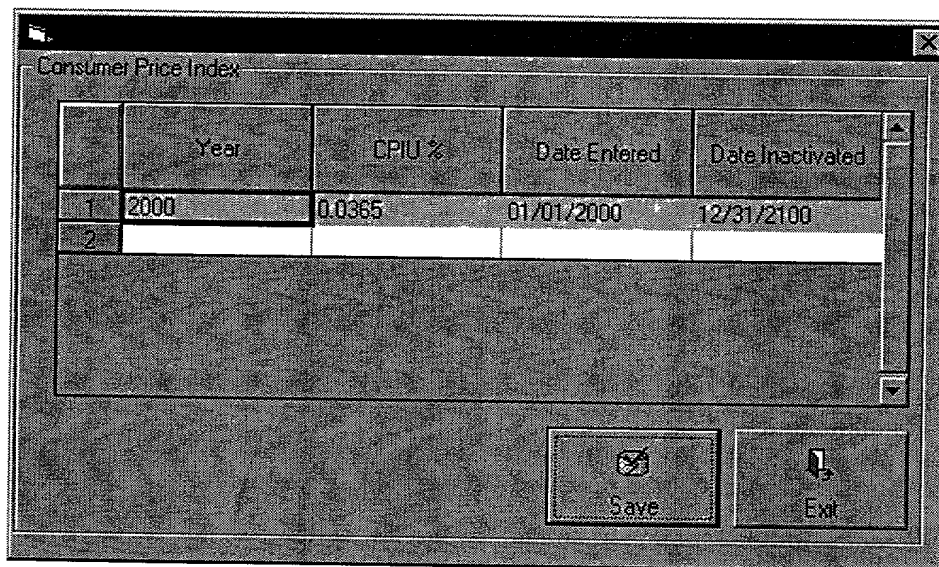 Consumer Price Index
Year CPIU % Date Entered Date Inactivated
1 2000 0.0365 01/01/2000 12/31/2100
2
Save Exit